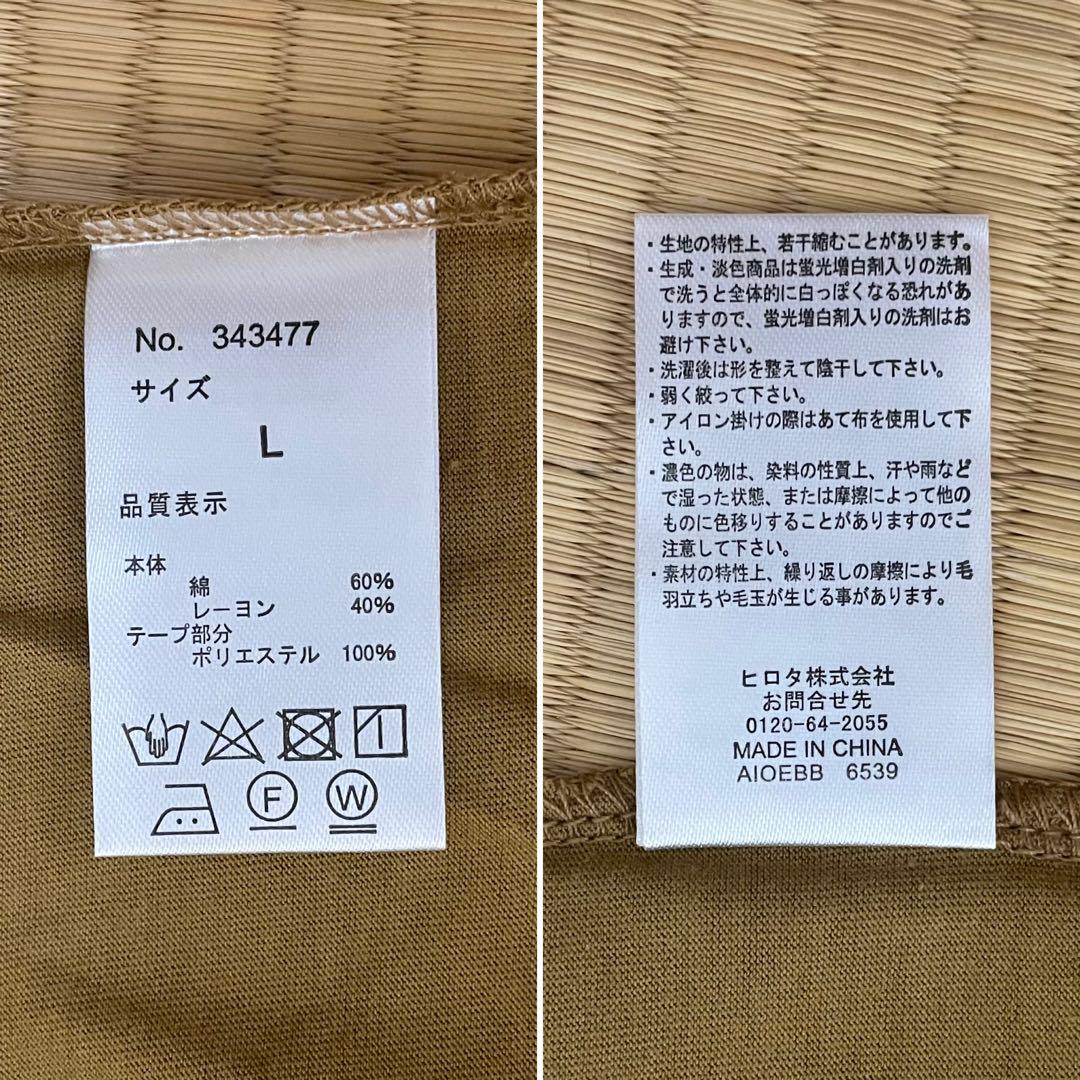 No. 343477
サイズ
L
品質表示
本体
綿 60%
レーヨン 40%
テープ部分
ポリエステル 100%
F
W
・生地の特性上、若干縮むことがあります。
・生成・淡色商品は蛍光増白剤入りの洗剤
で洗うと全体的に白っぽくなる恐れがあ
りますので、蛍光増白剤入りの洗剤はお
避け下さい。
・洗濯後は形を整えて陰干して下さい。
・弱く絞って下さい。
・アイロン掛けの際はあて布を使用して下
さい。
・濃色の物は、染料の性質上、汗や雨など
で湿った状態、または摩擦によって他の
ものに色移りすることがありますのでご
注意して下さい。
・素材の特性上、繰り返しの摩擦により毛
羽立ちや毛玉が生じる事があります。
ヒロタ株式会社
お問合せ先
0120-64-2055
MADE IN CHINA
AIOEBB 6539